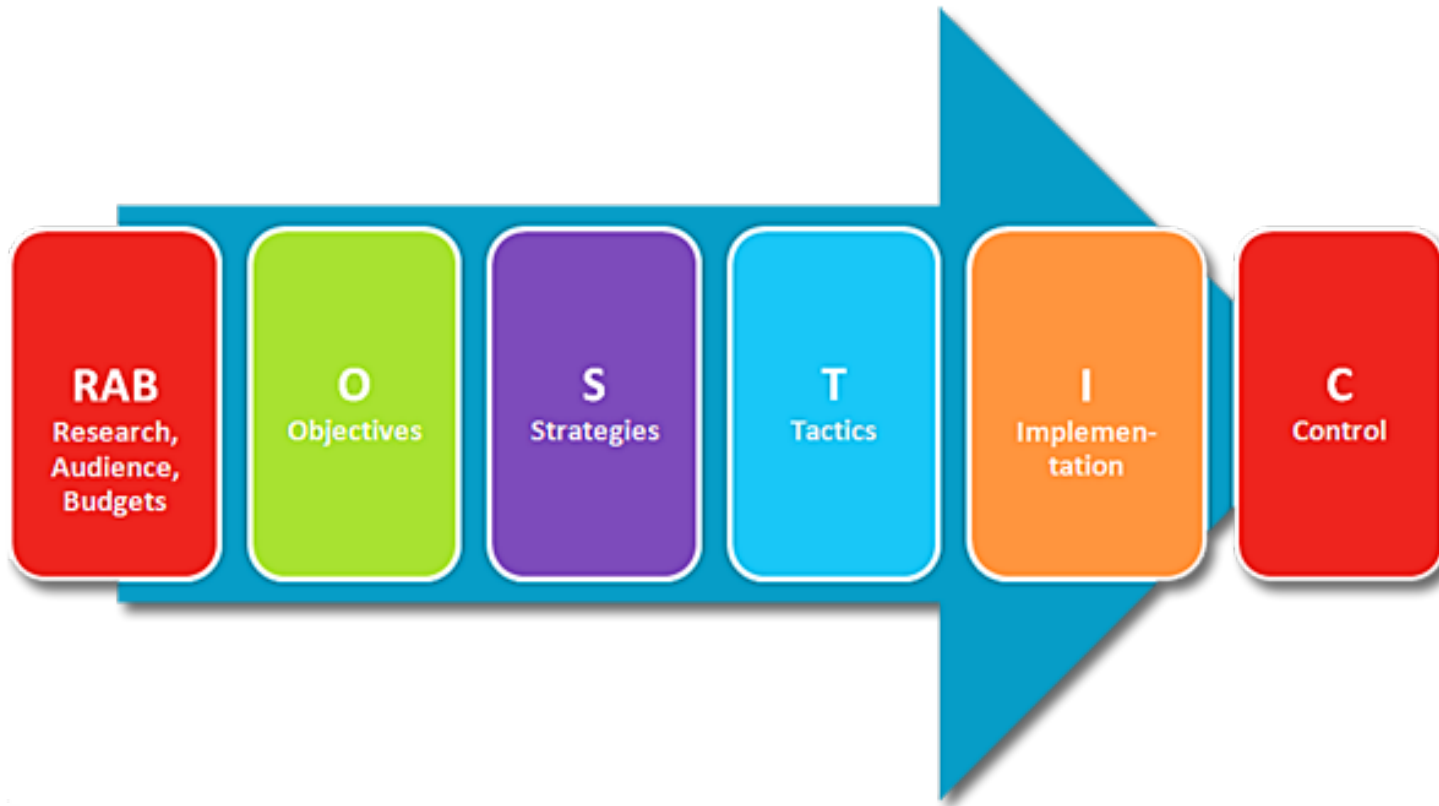 RAB
Research,
Audience,
Budgets
O
Objectives
S
Strategies
T
Tactics
I
Implemen-
tation
C
Control